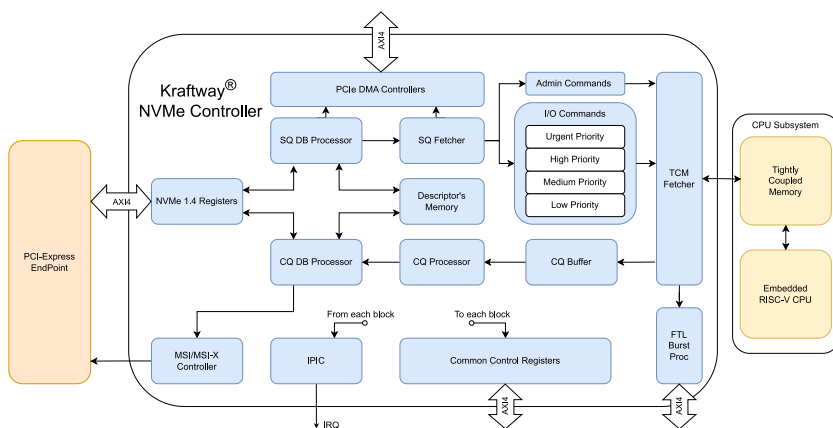 AXI4
Kraftway®
NVMe Controller
PCIe DMA Controllers
Admin Commands
I/O Commands
Urgent Priority
High Priority
Medium Priority
Low Priority
SQ DB Processor
SQ Fetcher
TCM
Fetcher
CPU Subsystem
Tightly
Coupled
Memory
Embedded
RISC-V CPU
PCI-Express
EndPoint
AXI4
NVMe 1.4 Registers
Descriptor's
Memory
CQ DB Processor
CQ Processor
CQ Buffer
From each block
To each block
MSI/MSI-X
Controller
IPIC
Common Control Registers
FTL
Burst
Proc
IRQ
AXI4
AXI4